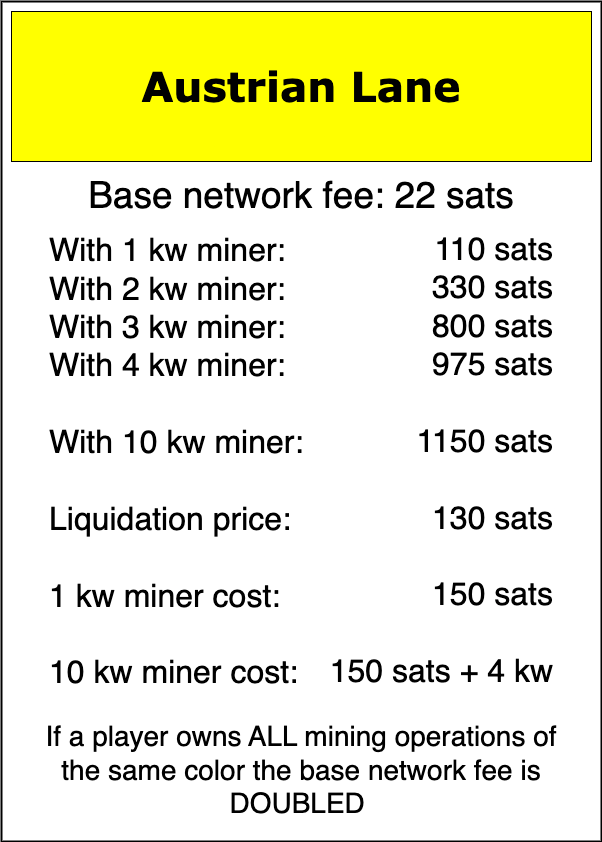 Austrian Lane
Base network fee: 22 sats
With 1 kw miner: 110 sats
With 2 kw miner: 330 sats
With 3 kw miner: 800 sats
With 4 kw miner: 975 sats
With 10 kw miner: 1150 sats
Liquidation price: 130 sats
1 kw miner cost: 150 sats
10 kw miner cost: 150 sats + 4 kw
If a player owns ALL mining operations of
the same color the base network fee is
DOUBLED